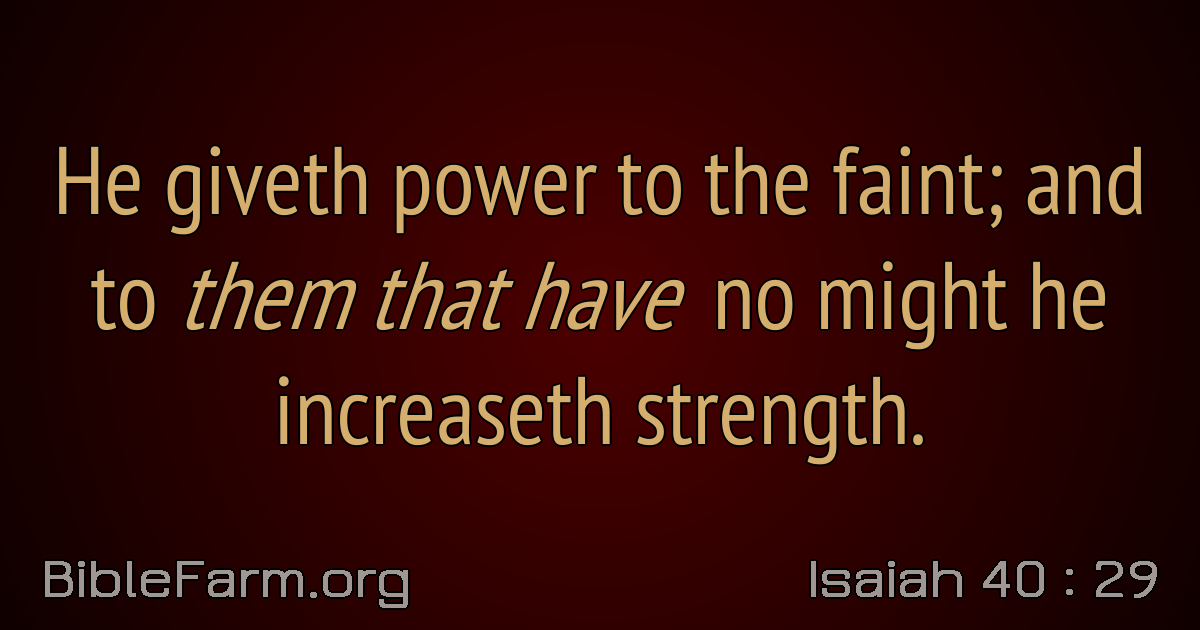 He giveth power to the faint; and
to them that have no might he
increaseth strength.
BibleFarm.org
Isaiah 40 : 29